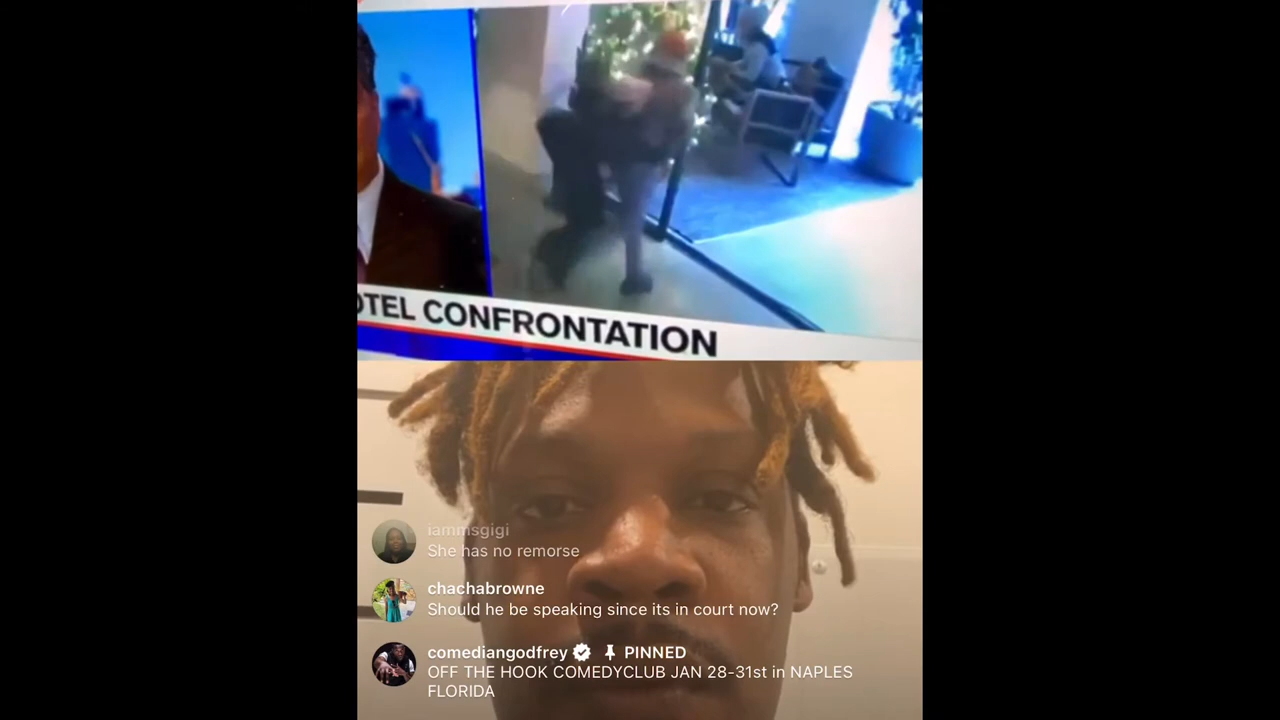 OTEL CONFRONTATION
iammsgigi
She has no remorse
chachabrowne
Should he be speaking since its in court now?
comediangodfrey PINNED
OFF THE HOOK COMEDYCLUB JAN 28-31st in NAPLES
FLORIDA